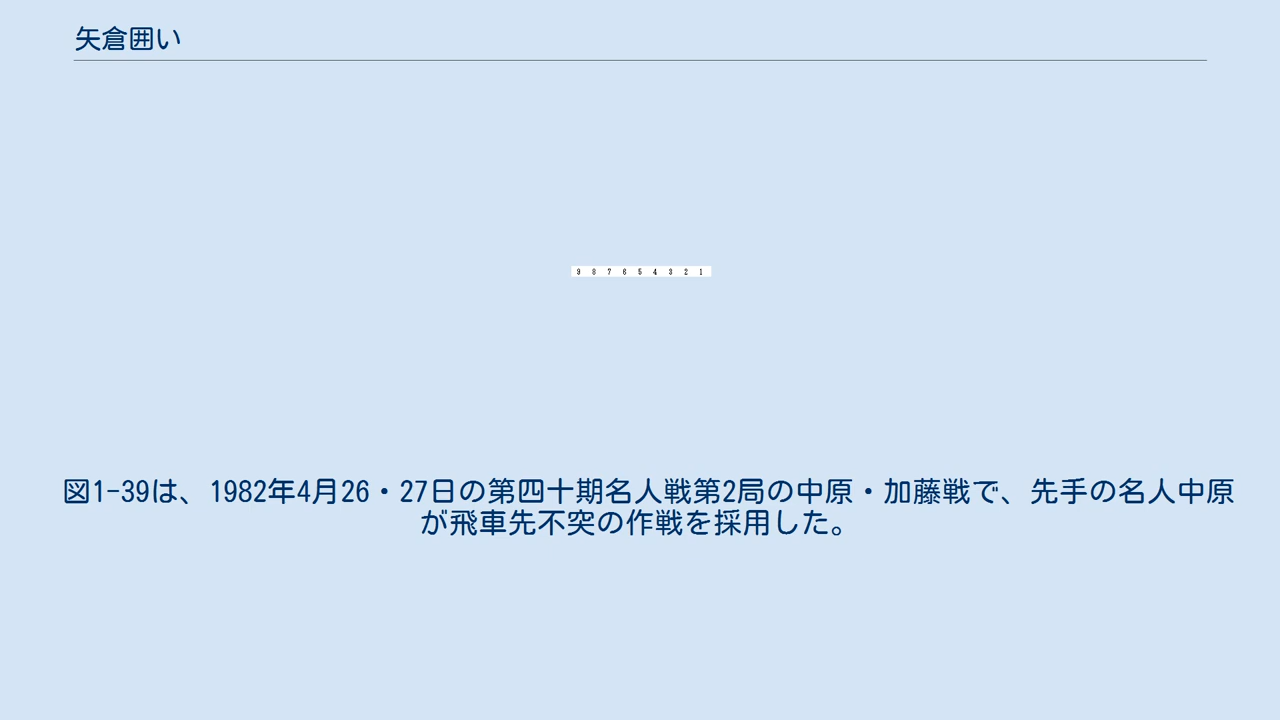 矢倉囲い
9 8 7 6 5 4 3 2 1
図1-39は、1982年4月26・27日の第四十期名人戦第2局の中原・加藤戦で、先手の名人中原
が飛車先不突の作戦を採用した。